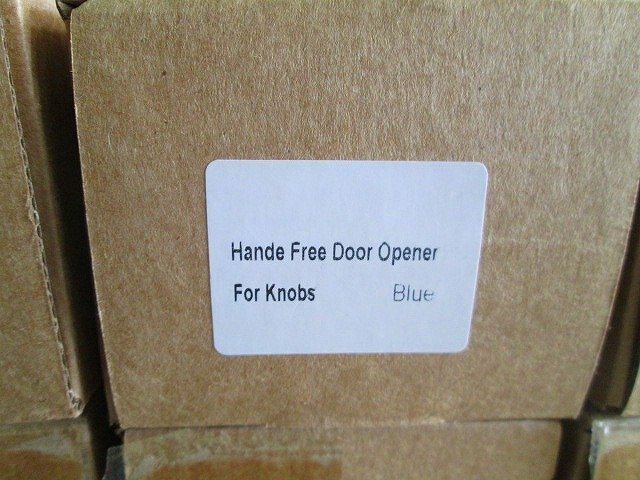 Hande Free Door Opener
For Knobs Blue